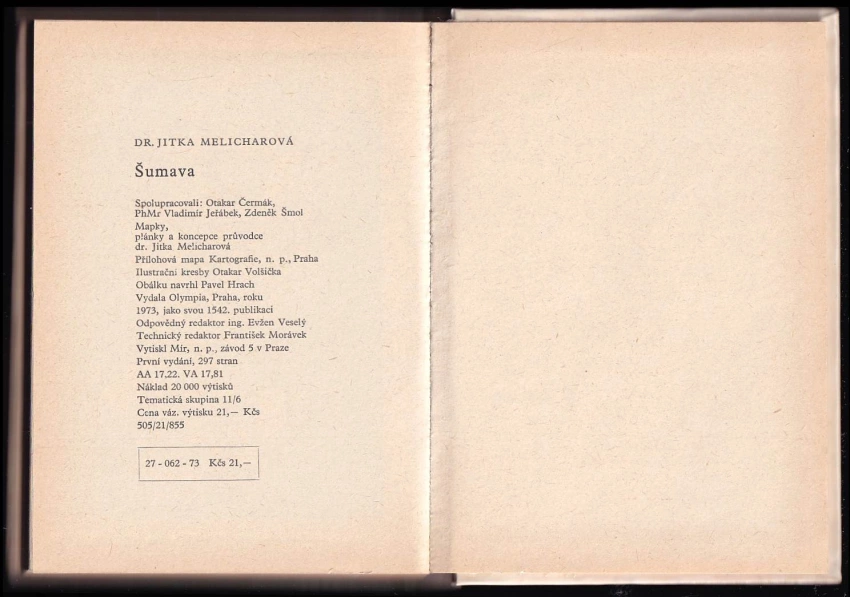 DR. JITKA MELICHAROVÁ
Šumava
Spolupracovali: Otakar Čermák,
PhMr Vladimír Jeřábek, Zdeněk Šmol
Mapky,
plánky a koncepce průvodce
dr. Jitka Melicharová
Přílohová mapa Kartografie, n. p., Praha
Ilustrační kresby Otakar Volšička
Obálku navrhl Pavel Hrach
Vydala Olympia, Praha, roku
1973, jako svou 1542. publikaci
Odpovědný redaktor ing. Evžen Veselý
Technický redaktor František Morávek
Vytiskl Mír, n. p., závod 5 v Praze
První vydání, 297 stran
AA 17,22. VA 17,81
Náklad 20 000 výtisků
Tematická skupina 11/6
Cena váz. výtisku 21,— Kčs
505/21/855
27 - 062 - 73 Kčs 21,—